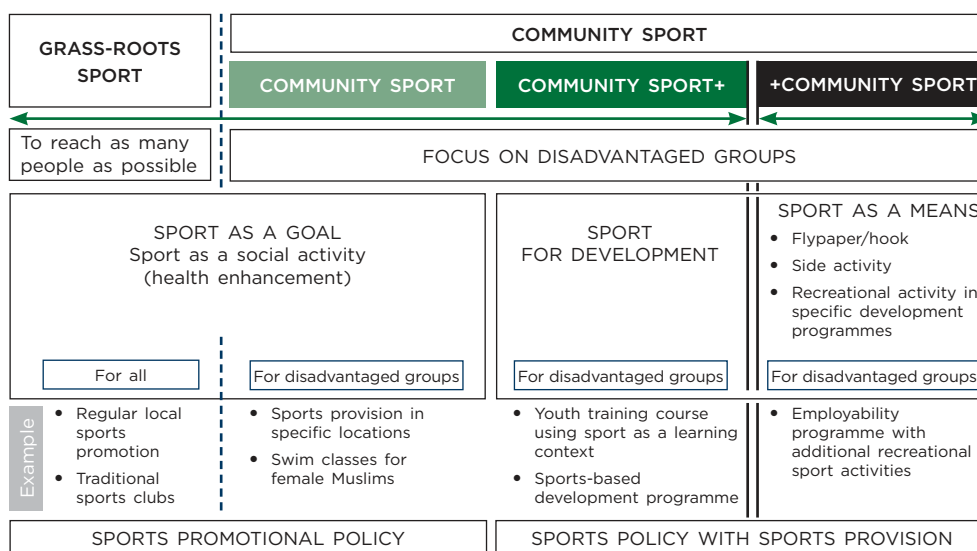 GRASS-ROOTS
SPORT
COMMUNITY SPORT
COMMUNITY SPORT
COMMUNITY SPORT+
+COMMUNITY SPORT
To reach as many
people as possible
FOCUS ON DISADVANTAGED GROUPS
SPORT AS A GOAL
Sport as a social activity
(health enhancement)
For all
For disadvantaged groups
SPORT
FOR DEVELOPMENT
For disadvantaged groups
SPORT AS A MEANS
• Flypaper/hook
• Side activity
• Recreational activity in
specific development
programmes
For disadvantaged groups
Example
• Regular local
sports
promotion
• Traditional
sports clubs
• Sports provision in
specific locations
• Swim classes for
female Muslims
• Youth training course
using sport as a learning
context
• Sports-based
development programme
• Employability
programme with
additional recreational
sport activities
SPORTS PROMOTIONAL POLICY
SPORTS POLICY WITH SPORTS PROVISION